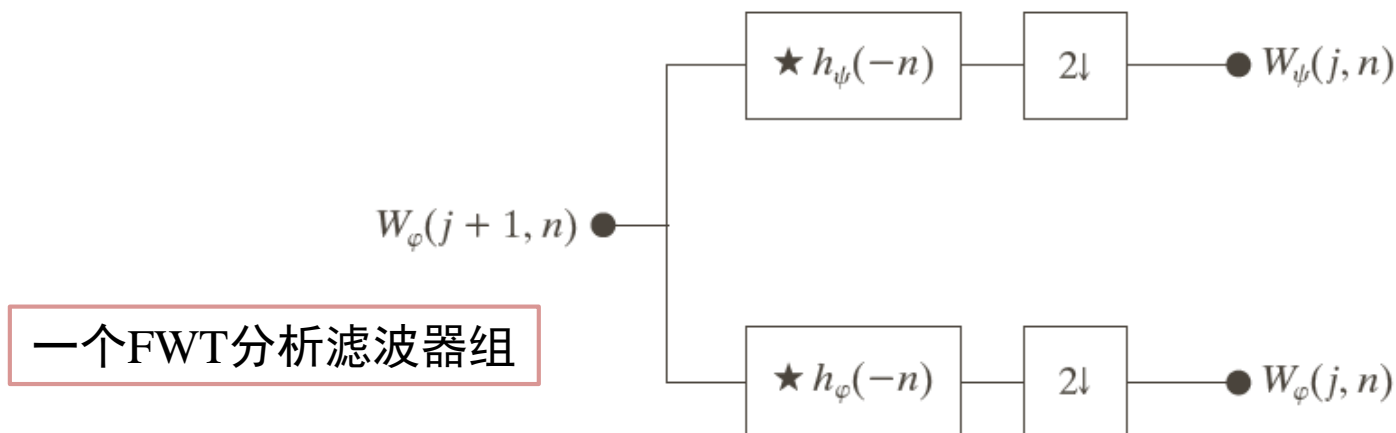 ★ h_ψ(−n) 2↓ W_ψ(j, n)
W_φ(j + 1, n)
一个FWT分析滤波器组
★ h_φ(−n) 2↓ W_φ(j, n)